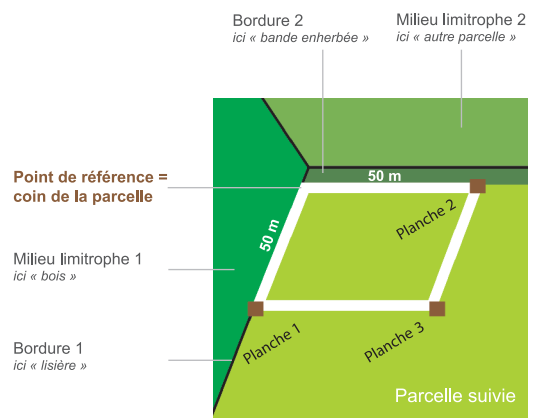 Bordure 2
ici « bande enherbée »
Milieu limitrophe 2
ici « autre parcelle »
Point de référence =
coin de la parcelle
50 m
Planche 2
50 m
Milieu limitrophe 1
ici « bois »
Planche 1
Planche 3
Bordure 1
ici « lisière »
Parcelle suivie